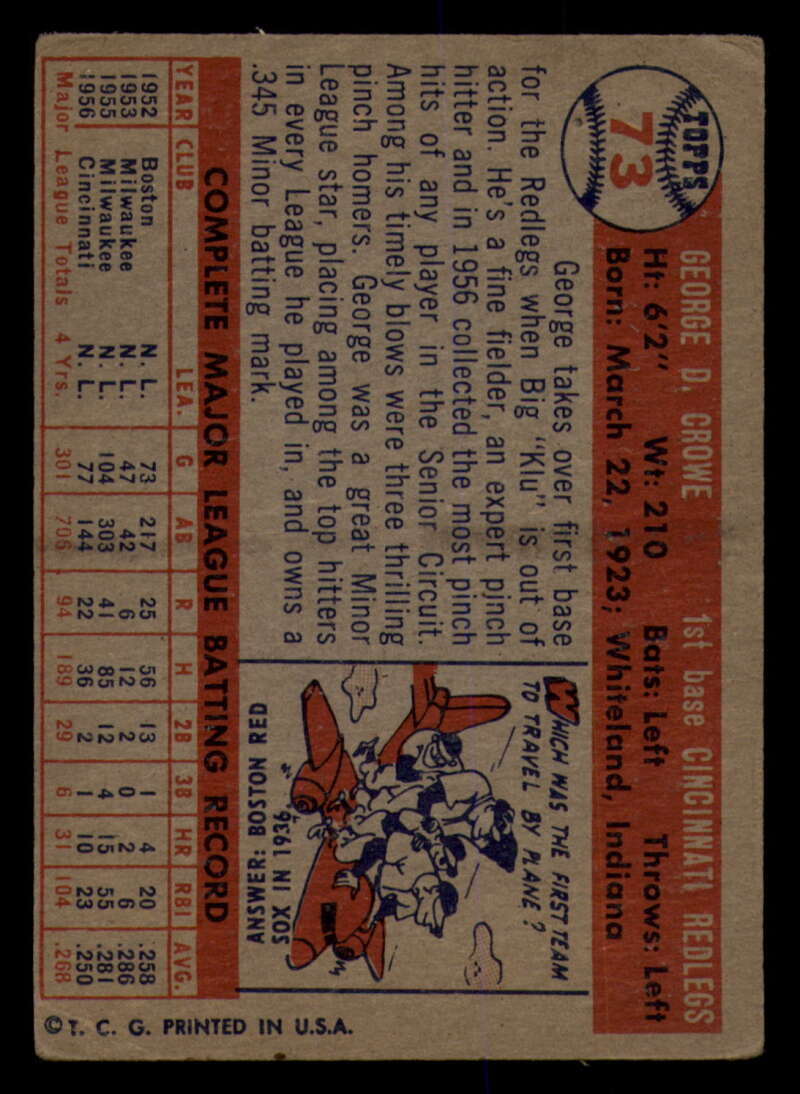 TOPPS
73
GEORGE D. CROWE 1st base CINCINNATI REDLEGS
Ht: 6'2" Wt: 210 Bats: Left Throws: Left
Born: March 22, 1923; Whiteland, Indiana
George takes over first base
for the Redlegs when Big "Klu" is out of
action. He's a fine fielder, an expert pinch
hitter and in 1956 collected the most pinch
hits of any player in the Senior Circuit.
Among his timely blows were three thrilling
pinch homers. George was a great Minor
League star, placing among the top hitters
in every League he played in, and owns a
.345 Minor batting mark.
WHICH WAS THE FIRST TEAM
TO TRAVEL BY PLANE?
ANSWER: BOSTON RED
SOX IN 1936
COMPLETE MAJOR LEAGUE BATTING RECORD
YEAR CLUB LEA. G AB R H 2B 3B HR RBI AVG.
1952 Boston N. L. 73 217 25 56 13 1 4 20 .258
1953 Milwaukee N. L. 47 42 6 12 2 0 2 6 .286
1955 Milwaukee N. L. 104 303 41 85 12 4 15 55 .281
1956 Cincinnati N. L. 77 144 22 36 2 1 10 23 .250
Major League Totals 4 Yrs. 301 706 94 189 29 6 31 104 .268
© T. C. G. PRINTED IN U.S.A.